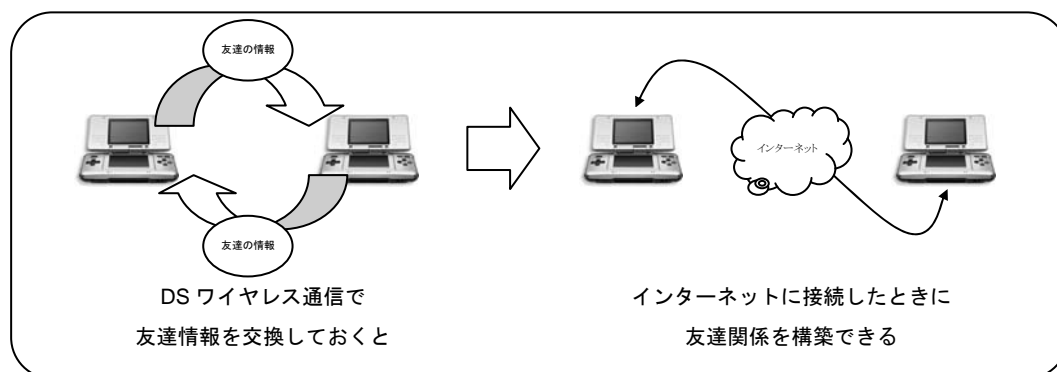 友達の情報
インターネット
友達の情報
DS ワイヤレス通信で
友達情報を交換しておくと
インターネットに接続したときに
友達関係を構築できる